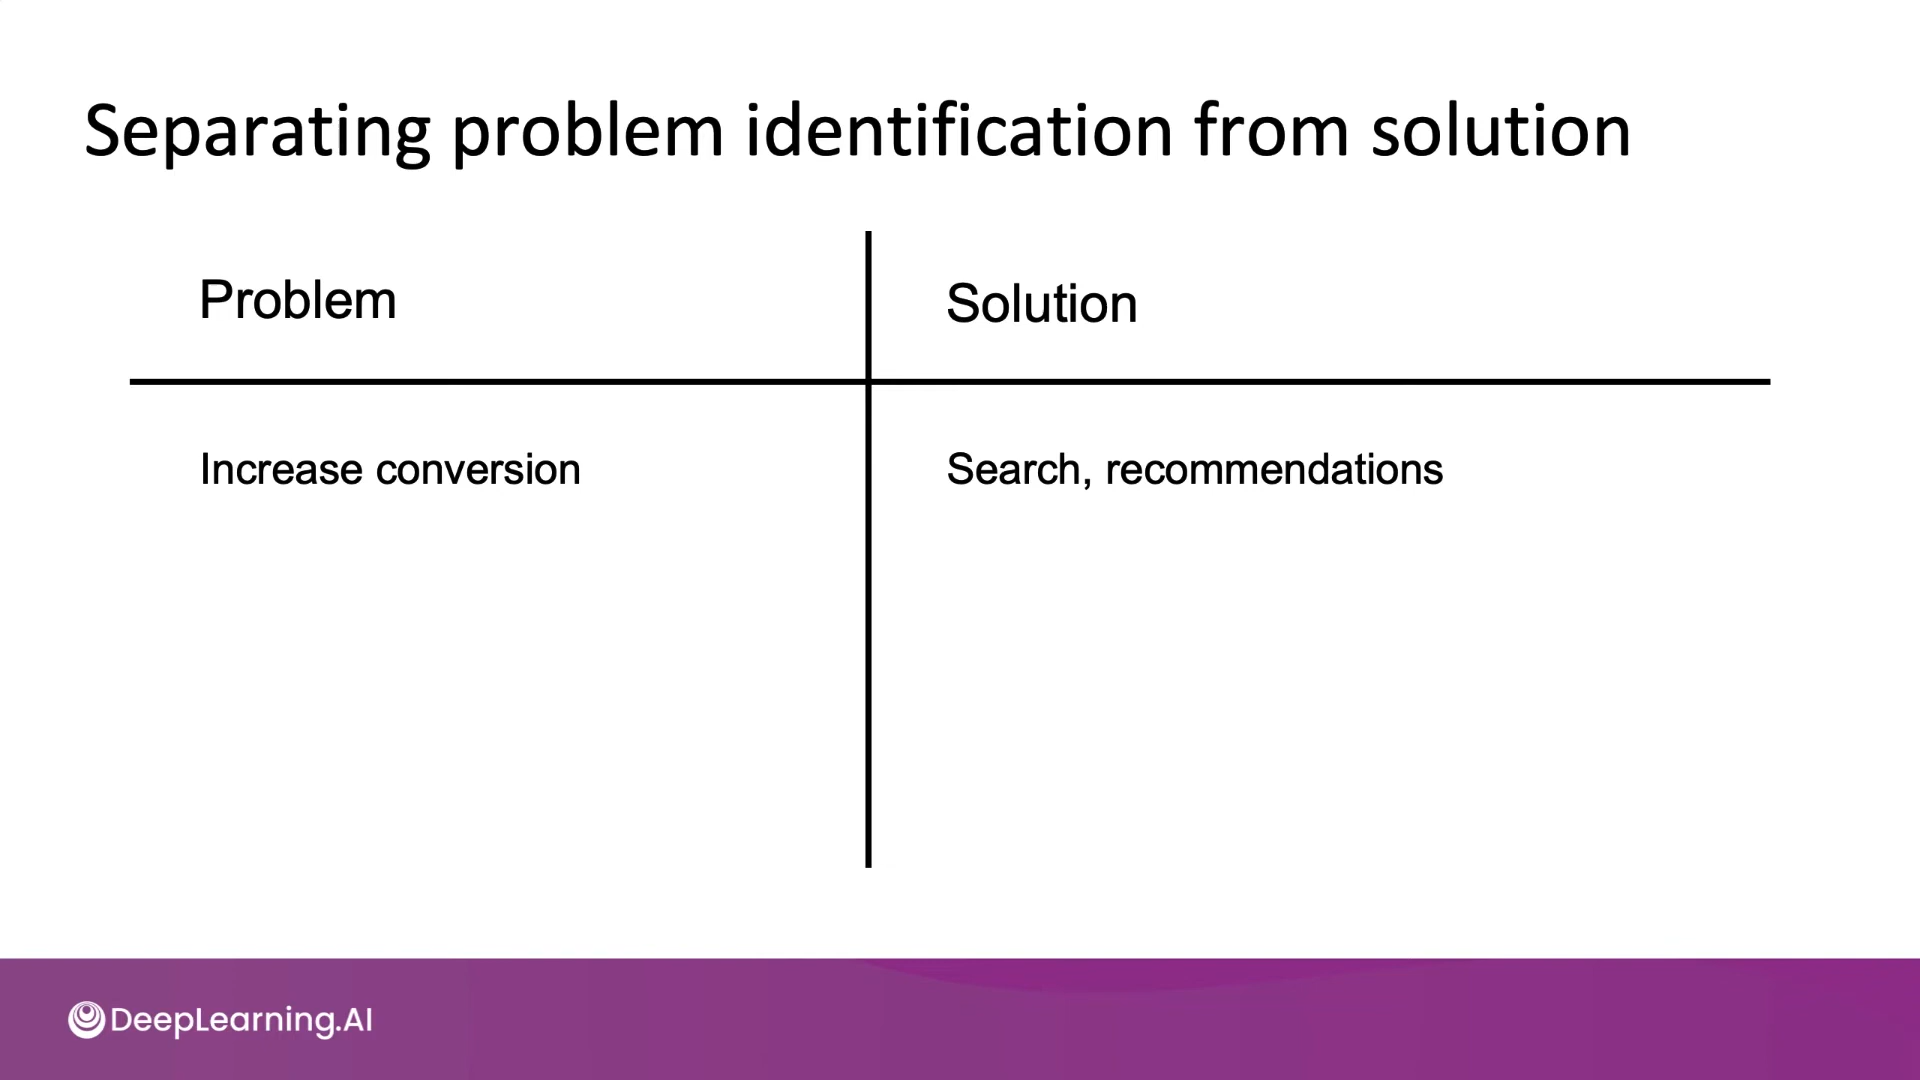 Separating problem identification from solution
Problem
Solution
Increase conversion
Search, recommendations
DeepLearning.AI